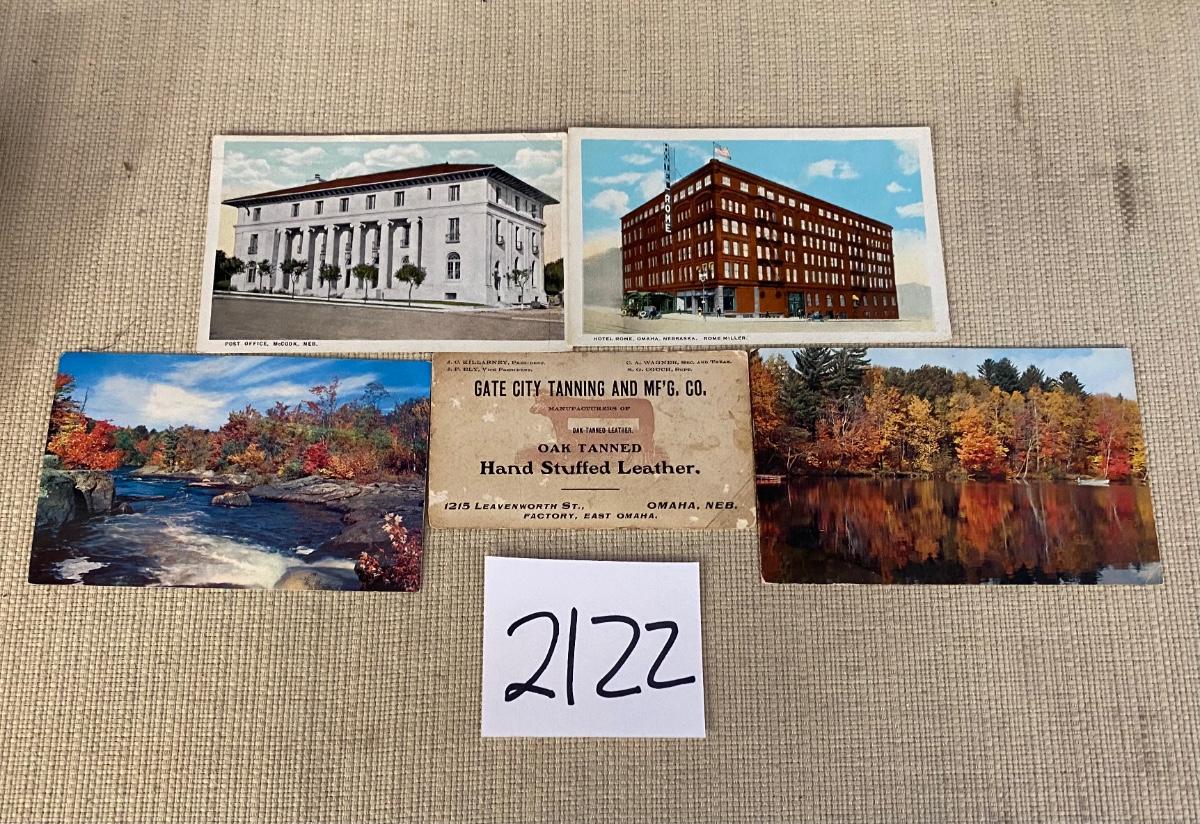 POST OFFICE, McCOOK, NEB.
ROME
HOTEL ROME, OMAHA, NEBRASKA. ROME MILLER.
J. C. KILLARNEY, PRESIDENT. C. A. WAGNER, SEC. AND TREAS.
J. P. ELY, VICE PRESIDENT. S. G. COUCH, SUPT.
GATE CITY TANNING AND MF'G. CO.
MANUFACTURERS OF
OAK-TANNED LEATHER.
OAK TANNED
Hand Stuffed Leather.
1215 LEAVENWORTH ST., OMAHA, NEB.
FACTORY, EAST OMAHA.
2122